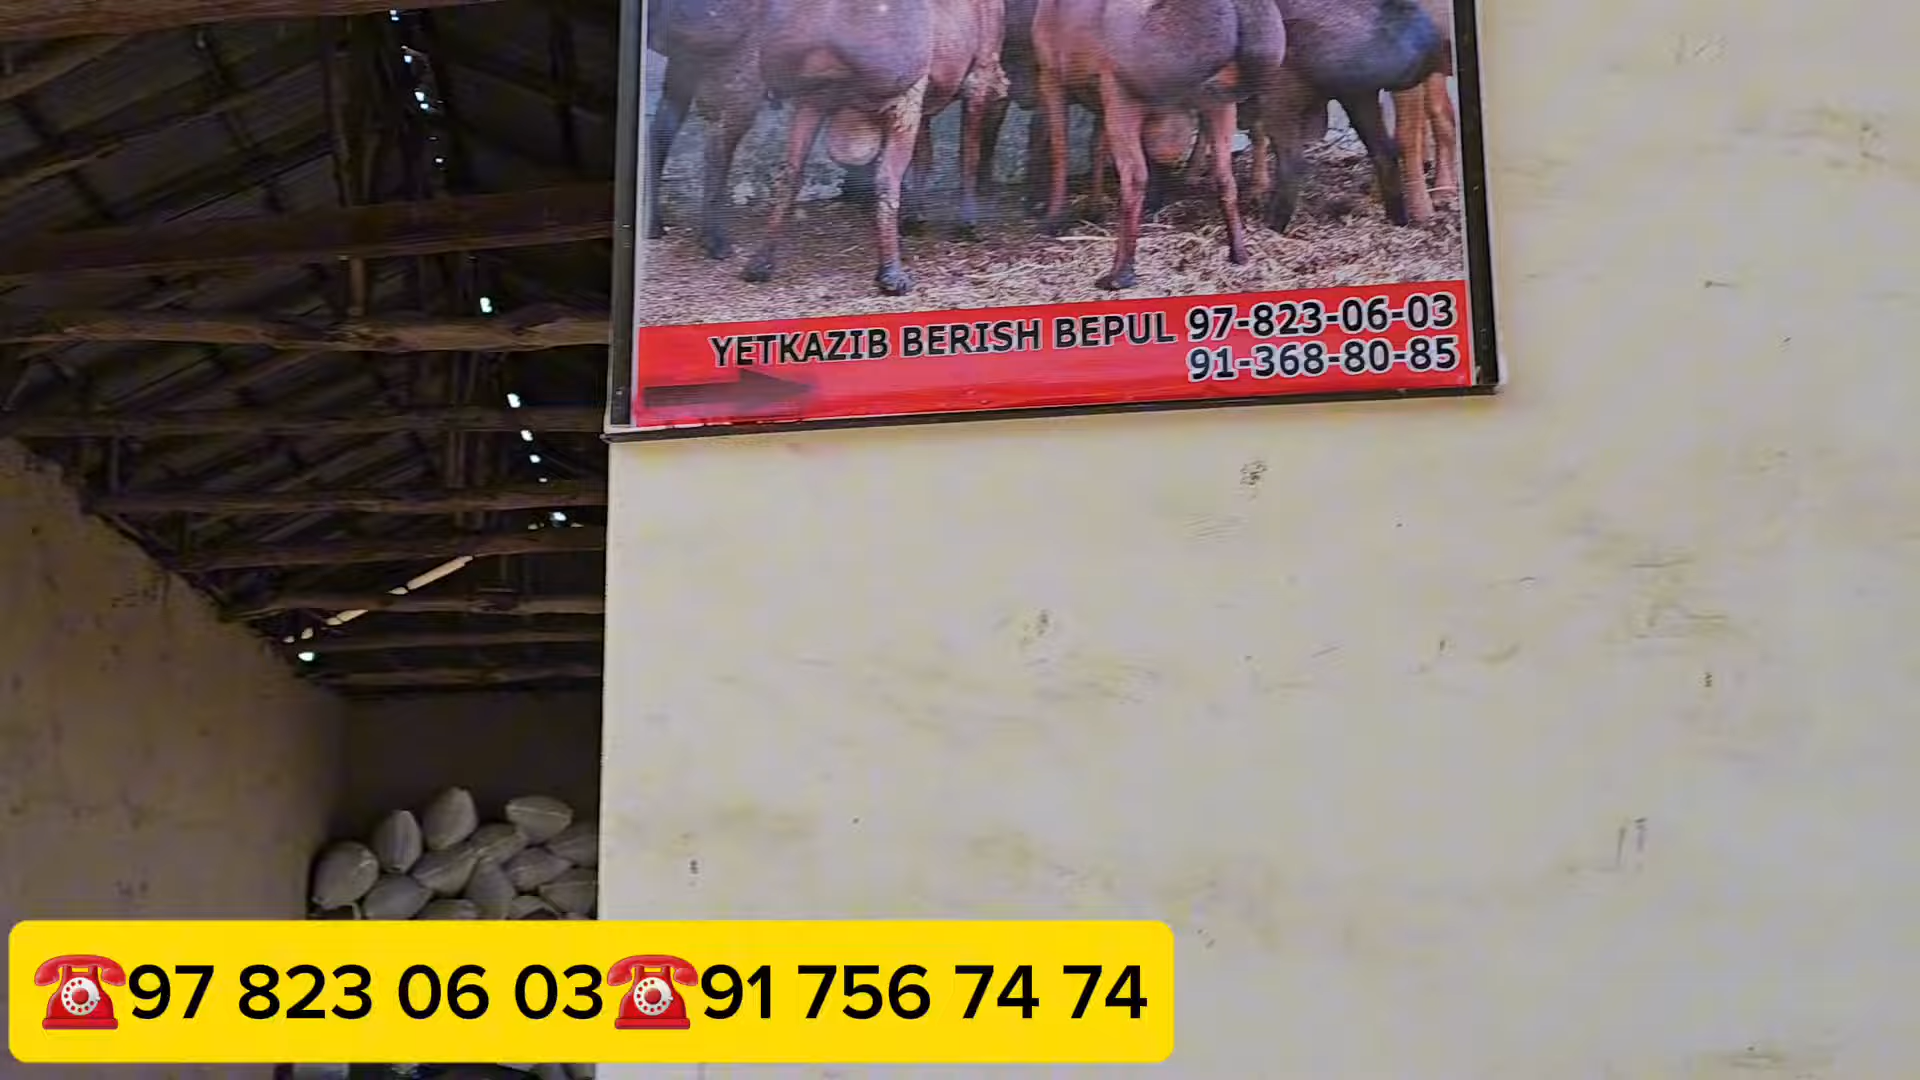 YETKAZIB BERISH BEPUL 97-823-06-03
91-368-80-85
☎️97 823 06 03☎️91 756 74 74